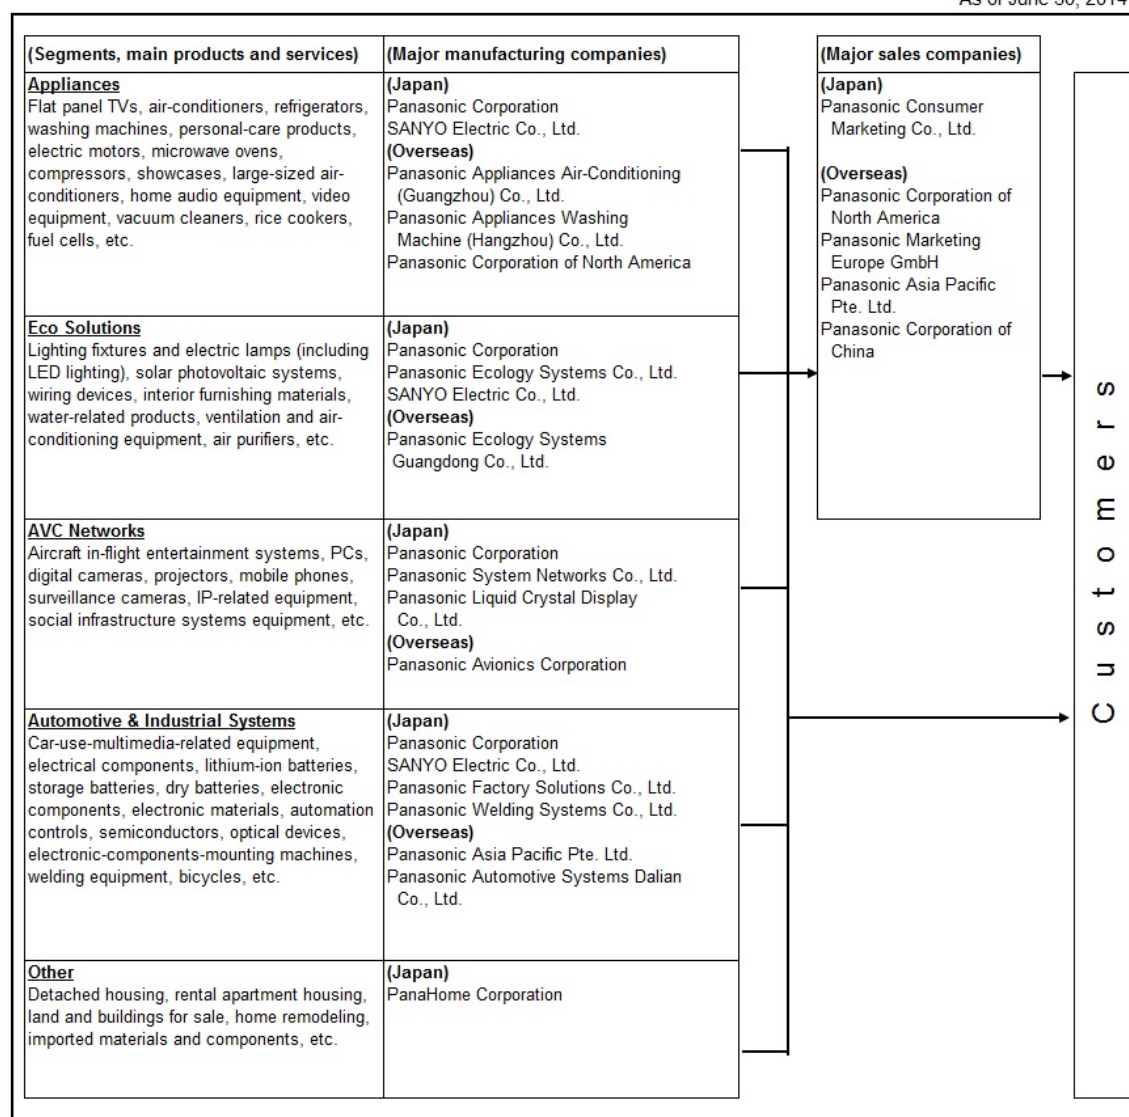 As of June 30, 2014
(Segments, main products and services)
(Major manufacturing companies)
(Major sales companies)
Appliances
Flat panel TVs, air-conditioners, refrigerators,
washing machines, personal-care products,
electric motors, microwave ovens,
compressors, showcases, large-sized air-
conditioners, home audio equipment, video
equipment, vacuum cleaners, rice cookers,
fuel cells, etc.
(Japan)
Panasonic Corporation
SANYO Electric Co., Ltd.
(Overseas)
Panasonic Appliances Air-Conditioning
(Guangzhou) Co., Ltd.
Panasonic Appliances Washing
Machine (Hangzhou) Co., Ltd.
Panasonic Corporation of North America
Eco Solutions
Lighting fixtures and electric lamps (including
LED lighting), solar photovoltaic systems,
wiring devices, interior furnishing materials,
water-related products, ventilation and air-
conditioning equipment, air purifiers, etc.
(Japan)
Panasonic Corporation
Panasonic Ecology Systems Co., Ltd.
SANYO Electric Co., Ltd.
(Overseas)
Panasonic Ecology Systems
Guangdong Co., Ltd.
AVC Networks
Aircraft in-flight entertainment systems, PCs,
digital cameras, projectors, mobile phones,
surveillance cameras, IP-related equipment,
social infrastructure systems equipment, etc.
(Japan)
Panasonic Corporation
Panasonic System Networks Co., Ltd.
Panasonic Liquid Crystal Display
Co., Ltd.
(Overseas)
Panasonic Avionics Corporation
Automotive & Industrial Systems
Car-use-multimedia-related equipment,
electrical components, lithium-ion batteries,
storage batteries, dry batteries, electronic
components, electronic materials, automation
controls, semiconductors, optical devices,
electronic-components-mounting machines,
welding equipment, bicycles, etc.
(Japan)
Panasonic Corporation
SANYO Electric Co., Ltd.
Panasonic Factory Solutions Co., Ltd.
Panasonic Welding Systems Co., Ltd.
(Overseas)
Panasonic Asia Pacific Pte. Ltd.
Panasonic Automotive Systems Dalian
Co., Ltd.
Other
Detached housing, rental apartment housing,
land and buildings for sale, home remodeling,
imported materials and components, etc.
(Japan)
PanaHome Corporation
(Japan)
Panasonic Consumer
Marketing Co., Ltd.
(Overseas)
Panasonic Corporation of
North America
Panasonic Marketing
Europe GmbH
Panasonic Asia Pacific
Pte. Ltd.
Panasonic Corporation of
China
Customers